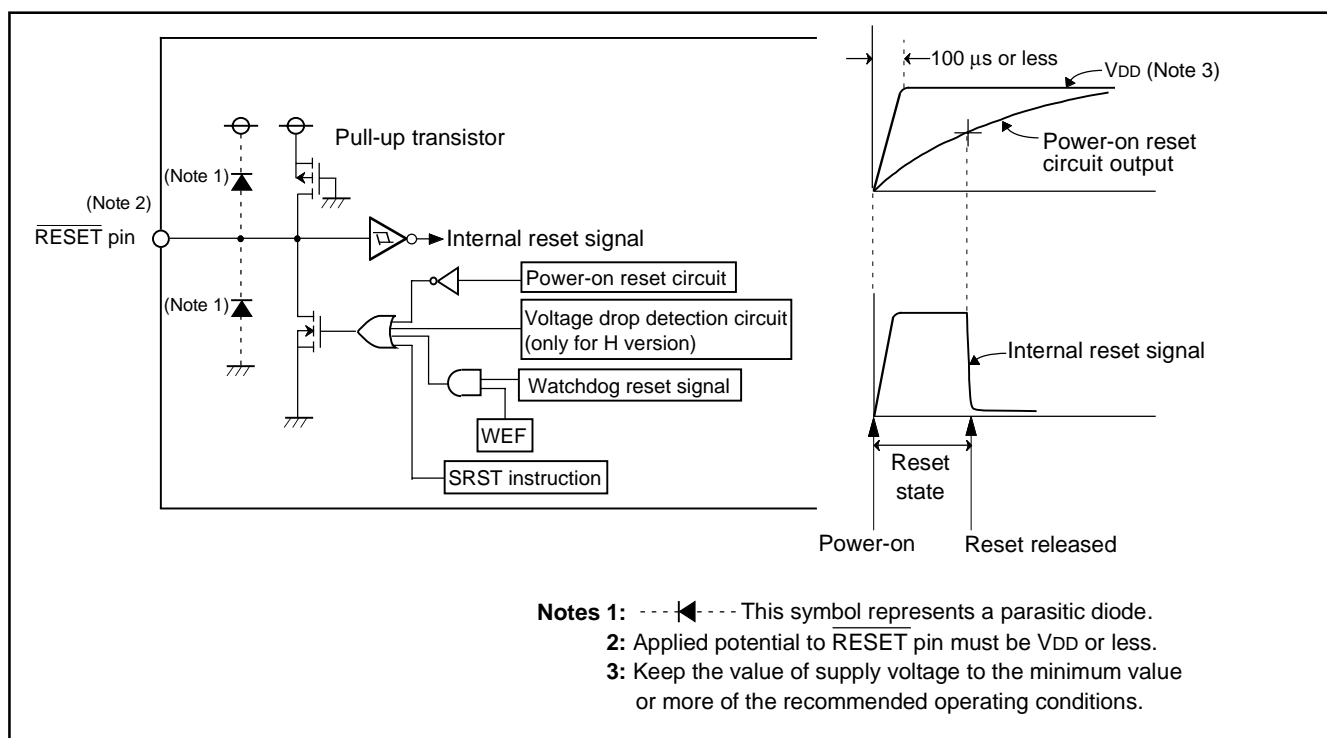 100 µs or less
VDD (Note 3)
Pull-up transistor
Power-on reset
circuit output
(Note 1)
(Note 2)
RESET pin
Internal reset signal
Power-on reset circuit
(Note 1)
Voltage drop detection circuit
(only for H version)
Internal reset signal
Watchdog reset signal
WEF
SRST instruction
Reset
state
Power-on
Reset released
Notes 1: This symbol represents a parasitic diode.
2: Applied potential to RESET pin must be VDD or less.
3: Keep the value of supply voltage to the minimum value
or more of the recommended operating conditions.